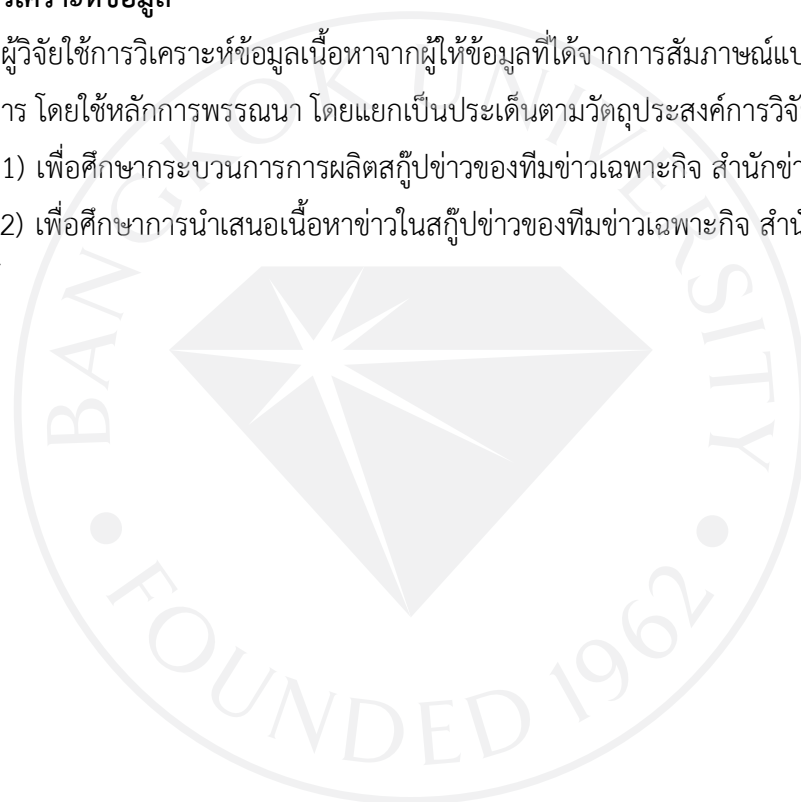 วิเคราะห์ข้อมูล
ผู้วิจัยใช้การวิเคราะห์ข้อมูลเนื้อหาจากผู้ให้ข้อมูลที่ได้จากการสัมภาษณ์แบ
าร โดยใช้หลักการพรรณนา โดยแยกเป็นประเด็นตามวัตถุประสงค์การวิจั
1) เพื่อศึกษากระบวนการการผลิตสกู๊ปข่าวของทีมข่าวเฉพาะกิจ สำนักข่า
2) เพื่อศึกษาการนำเสนอเนื้อหาข่าวในสกู๊ปข่าวของทีมข่าวเฉพาะกิจ สำนั
BANGKOK UNIVERSITY
FOUNDED 1962